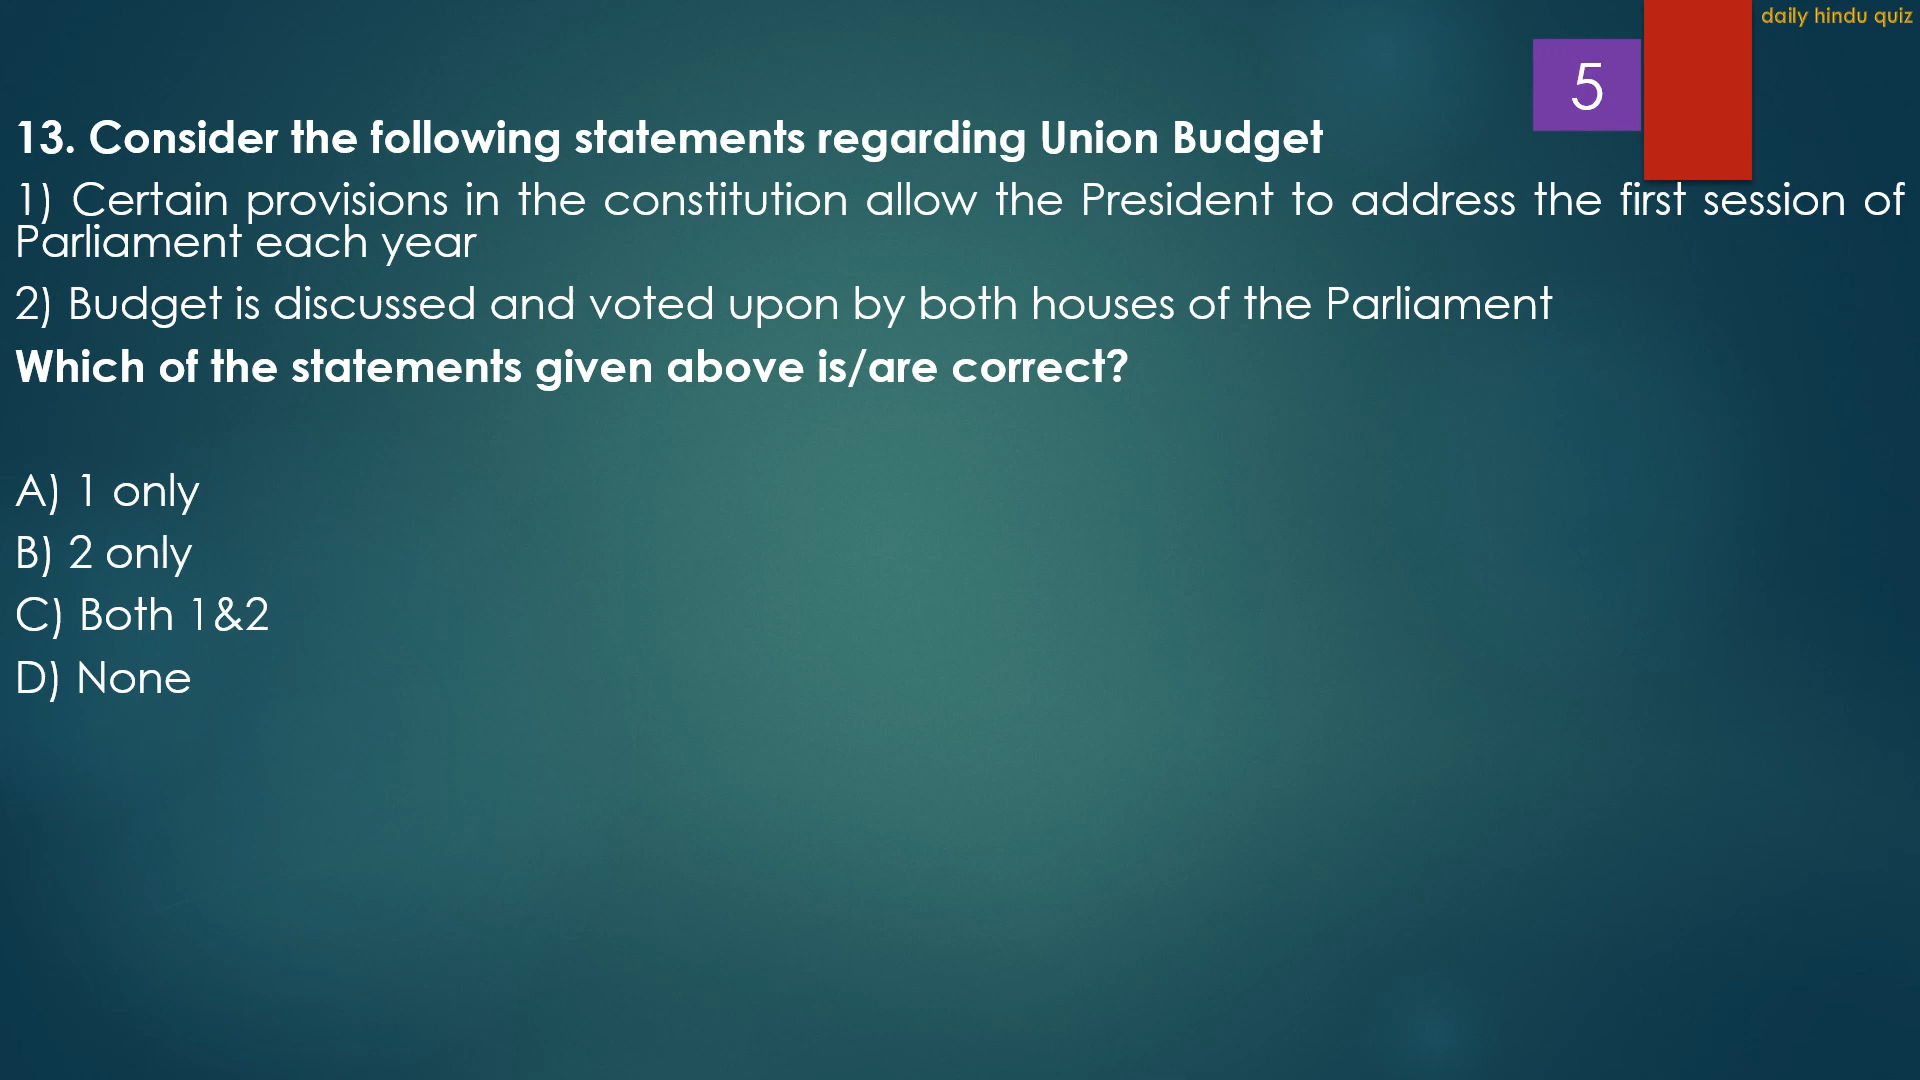 daily hindu quiz
5
13. Consider the following statements regarding Union Budget
1) Certain provisions in the constitution allow the President to address the first session of
Parliament each year
2) Budget is discussed and voted upon by both houses of the Parliament
Which of the statements given above is/are correct?
A) 1 only
B) 2 only
C) Both 1&2
D) None